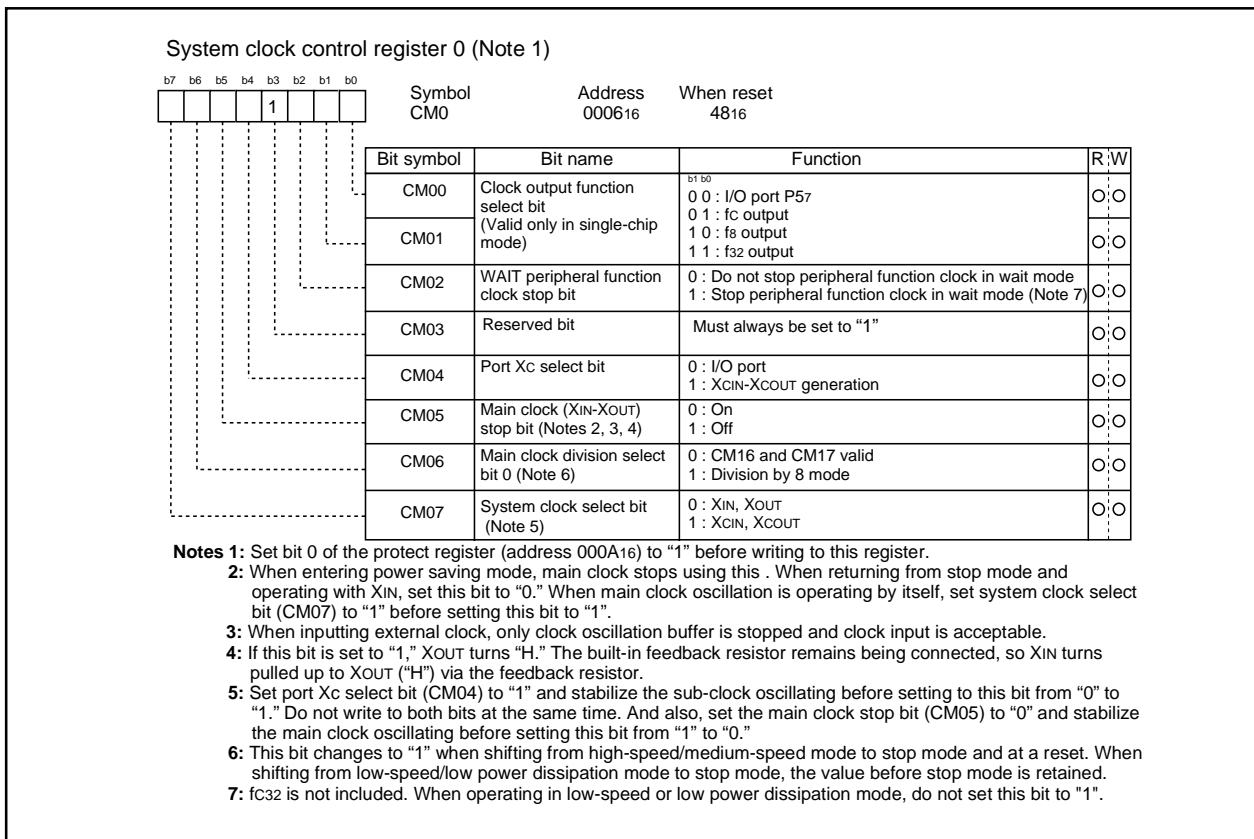 System clock control register 0 (Note 1)
b7 b6 b5 b4 b3 b2 b1 b0
1
Symbol Address When reset
CM0 000616 4816
Bit symbol Bit name Function R W
CM00 Clock output function select bit (Valid only in single-chip mode) b1 b0
0 0 : I/O port P57
0 1 : fC output
1 0 : f8 output
1 1 : f32 output
CM01
CM02 WAIT peripheral function clock stop bit 0 : Do not stop peripheral function clock in wait mode
1 : Stop peripheral function clock in wait mode (Note 7)
CM03 Reserved bit Must always be set to “1”
CM04 Port XC select bit 0 : I/O port
1 : XCIN-XCOUT generation
CM05 Main clock (XIN-XOUT) stop bit (Notes 2, 3, 4) 0 : On
1 : Off
CM06 Main clock division select bit 0 (Note 6) 0 : CM16 and CM17 valid
1 : Division by 8 mode
CM07 System clock select bit (Note 5) 0 : XIN, XOUT
1 : XCIN, XCOUT
Notes 1: Set bit 0 of the protect register (address 000A16) to “1” before writing to this register.
2: When entering power saving mode, main clock stops using this . When returning from stop mode and
operating with XIN, set this bit to “0.” When main clock oscillation is operating by itself, set system clock select
bit (CM07) to “1” before setting this bit to “1”.
3: When inputting external clock, only clock oscillation buffer is stopped and clock input is acceptable.
4: If this bit is set to “1,” XOUT turns “H.” The built-in feedback resistor remains being connected, so XIN turns
pulled up to XOUT (“H”) via the feedback resistor.
5: Set port XC select bit (CM04) to “1” and stabilize the sub-clock oscillating before setting to this bit from “0” to
“1.” Do not write to both bits at the same time. And also, set the main clock stop bit (CM05) to “0” and stabilize
the main clock oscillating before setting this bit from “1” to “0.”
6: This bit changes to “1” when shifting from high-speed/medium-speed mode to stop mode and at a reset. When
shifting from low-speed/low power dissipation mode to stop mode, the value before stop mode is retained.
7: fC32 is not included. When operating in low-speed or low power dissipation mode, do not set this bit to "1".